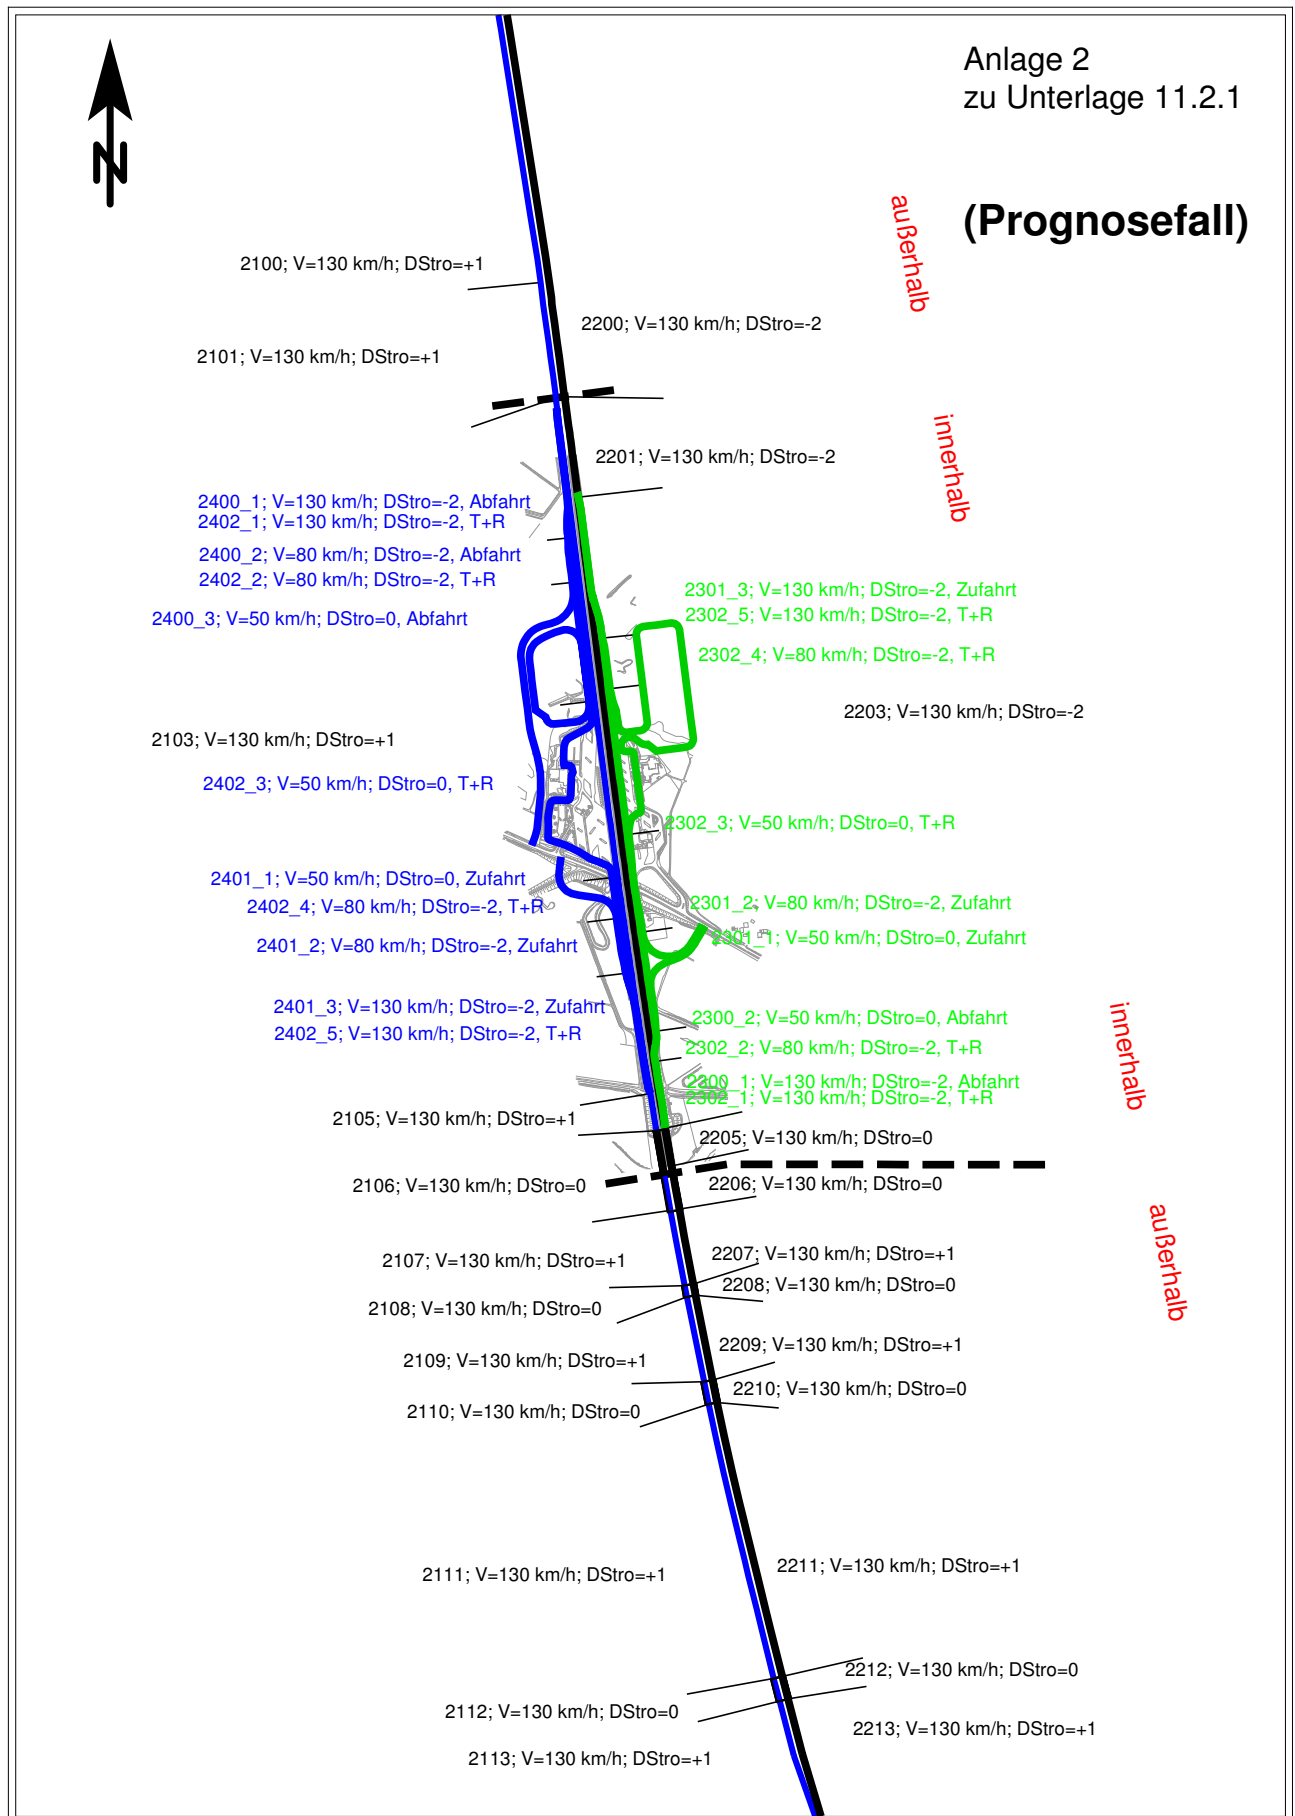 Anlage 2
zu Unterlage 11.2.1
(Prognosefall)
N
außerhalb
2100; V=130 km/h; DStro=+1
2200; V=130 km/h; DStro=-2
2101; V=130 km/h; DStro=+1
innerhalb
2201; V=130 km/h; DStro=-2
2400_1; V=130 km/h; DStro=-2, Abfahrt
2402_1; V=130 km/h; DStro=-2, T+R
2400_2; V=80 km/h; DStro=-2, Abfahrt
2402_2; V=80 km/h; DStro=-2, T+R
2301_3; V=130 km/h; DStro=-2, Zufahrt
2302_5; V=130 km/h; DStro=-2, T+R
2400_3; V=50 km/h; DStro=0, Abfahrt
2302_4; V=80 km/h; DStro=-2, T+R
2203; V=130 km/h; DStro=-2
2103; V=130 km/h; DStro=+1
2402_3; V=50 km/h; DStro=0, T+R
2302_3; V=50 km/h; DStro=0, T+R
2401_1; V=50 km/h; DStro=0, Zufahrt
2402_4; V=80 km/h; DStro=-2, T+R
2301_2; V=80 km/h; DStro=-2, Zufahrt
2301_1; V=50 km/h; DStro=0, Zufahrt
2401_2; V=80 km/h; DStro=-2, Zufahrt
2401_3; V=130 km/h; DStro=-2, Zufahrt
2402_5; V=130 km/h; DStro=-2, T+R
2300_2; V=50 km/h; DStro=0, Abfahrt
2302_2; V=80 km/h; DStro=-2, T+R
innerhalb
2300_1; V=130 km/h; DStro=-2, Abfahrt
2302_1; V=130 km/h; DStro=-2, T+R
2105; V=130 km/h; DStro=+1
2205; V=130 km/h; DStro=0
2106; V=130 km/h; DStro=0
2206; V=130 km/h; DStro=0
außerhalb
2107; V=130 km/h; DStro=+1
2207; V=130 km/h; DStro=+1
2208; V=130 km/h; DStro=0
2108; V=130 km/h; DStro=0
2209; V=130 km/h; DStro=+1
2109; V=130 km/h; DStro=+1
2210; V=130 km/h; DStro=0
2110; V=130 km/h; DStro=0
2211; V=130 km/h; DStro=+1
2111; V=130 km/h; DStro=+1
2212; V=130 km/h; DStro=0
2112; V=130 km/h; DStro=0
2213; V=130 km/h; DStro=+1
2113; V=130 km/h; DStro=+1